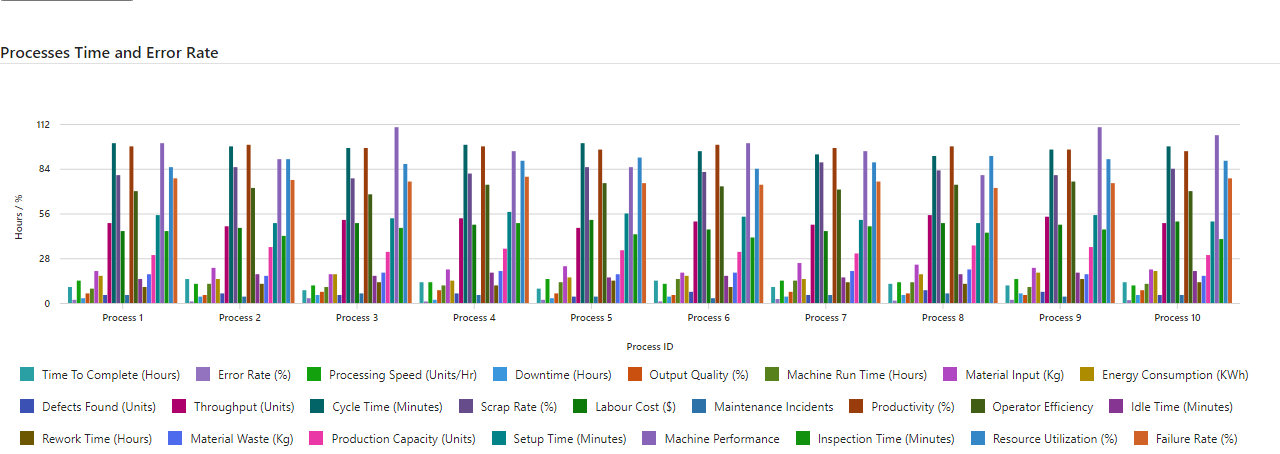 Processes Time and Error Rate
112
84
56
28
0
Hours / %
Process 1 Process 2 Process 3 Process 4 Process 5 Process 6 Process 7 Process 8 Process 9 Process 10
Process ID
Time To Complete (Hours) Error Rate (%) Processing Speed (Units/Hr) Downtime (Hours) Output Quality (%) Machine Run Time (Hours) Material Input (Kg) Energy Consumption (KWh)
Defects Found (Units) Throughput (Units) Cycle Time (Minutes) Scrap Rate (%) Labour Cost ($) Maintenance Incidents Productivity (%) Operator Efficiency Idle Time (Minutes)
Rework Time (Hours) Material Waste (Kg) Production Capacity (Units) Setup Time (Minutes) Machine Performance Inspection Time (Minutes) Resource Utilization (%) Failure Rate (%)